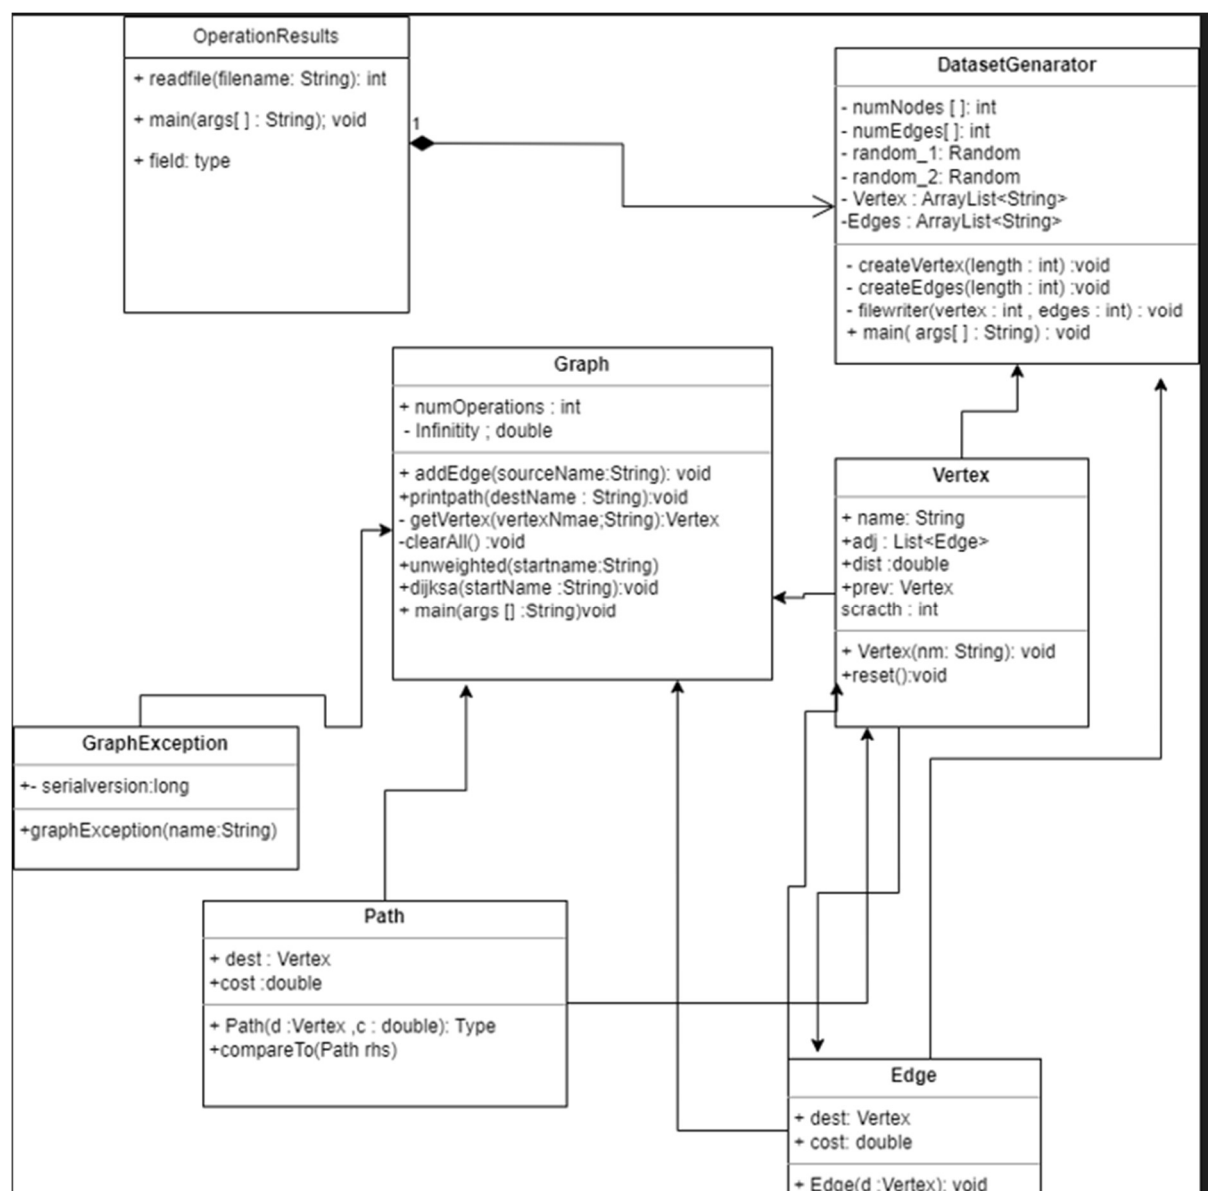 OperationResults
+ readfile(filename: String): int
+ main(args[ ] : String); void
+ field: type
1
DatasetGenarator
- numNodes [ ]: int
- numEdges[ ]: int
- random_1: Random
- random_2: Random
- Vertex : ArrayList<String>
-Edges : ArrayList<String>
- createVertex(length : int) :void
- createEdges(length : int) :void
- filewriter(vertex : int , edges : int) : void
+ main( args[ ] : String) : void
Graph
+ numOperations : int
- Infinitity ; double
+ addEdge(sourceName:String): void
+printpath(destName : String):void
- getVertex(vertexNmae;String):Vertex
-clearAll() :void
+unweighted(startname:String)
+dijksa(startName :String):void
+ main(args [] :String)void
Vertex
+ name: String
+adj : List<Edge>
+dist :double
+prev: Vertex
scracth : int
+ Vertex(nm: String): void
+reset():void
GraphException
+- serialversion:long
+graphException(name:String)
Path
+ dest : Vertex
+cost :double
+ Path(d :Vertex ,c : double): Type
+compareTo(Path rhs)
Edge
+ dest: Vertex
+ cost: double
+ Edge(d :Vertex): void